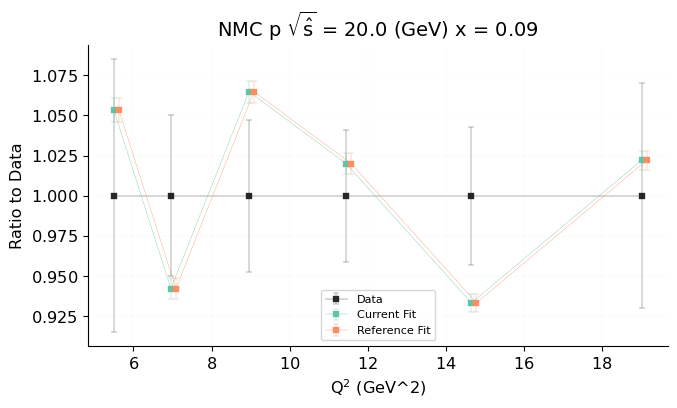 NMC p √ŝ = 20.0 (GeV) x = 0.09
Ratio to Data
1.075
1.050
1.025
1.000
0.975
0.950
0.925
Data
Current Fit
Reference Fit
6 8 10 12 14 16 18
Q² (GeV^2)